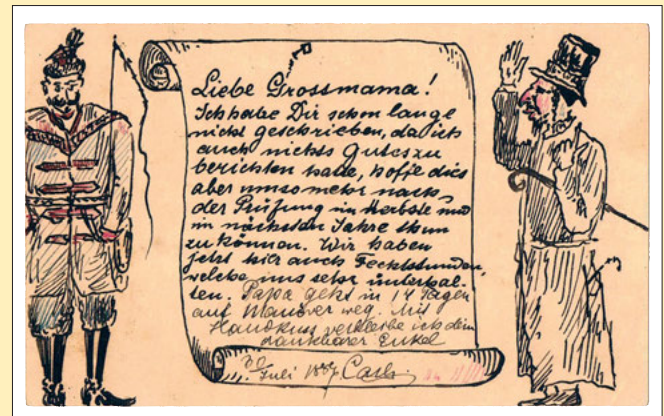 Liebe Grossmama!
Ich habe Dir schon lange
nicht geschrieben, da ich
auch nichts Gutes zu
berichten habe, hoffe dies
aber umsomehr nach
der Prüfung im Herbste und
im nächsten Jahre thun
zu können. Wir haben
jetzt hier auch Fechtstunden,
welche uns sehr unterhal-
ten. Papa geht in 14 Tagen
auf Manöver weg. Mit
Handkuss verbleibe ich dein
dankbarer Enkel
Juli Carl